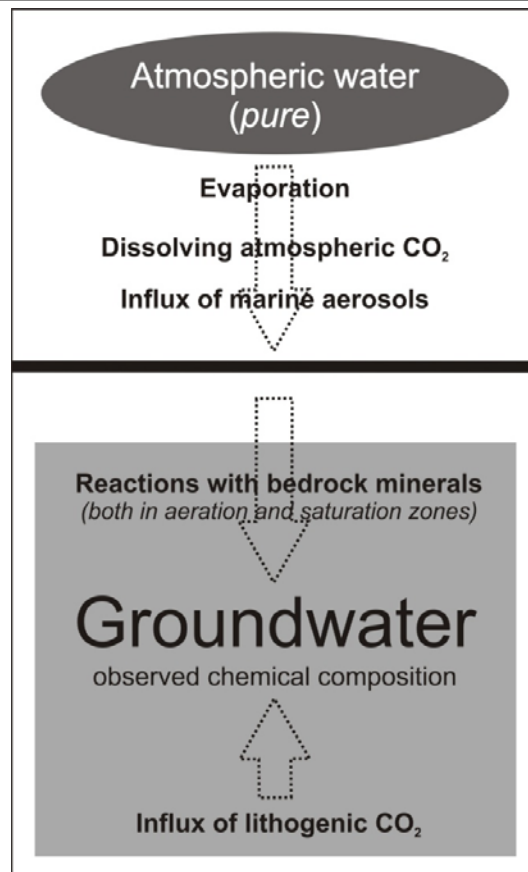 Atmospheric water
(pure)
Evaporation
Dissolving atmospheric CO₂
Influx of marine aerosols
Reactions with bedrock minerals
(both in aeration and saturation zones)
Groundwater
observed chemical composition
Influx of lithogenic CO₂